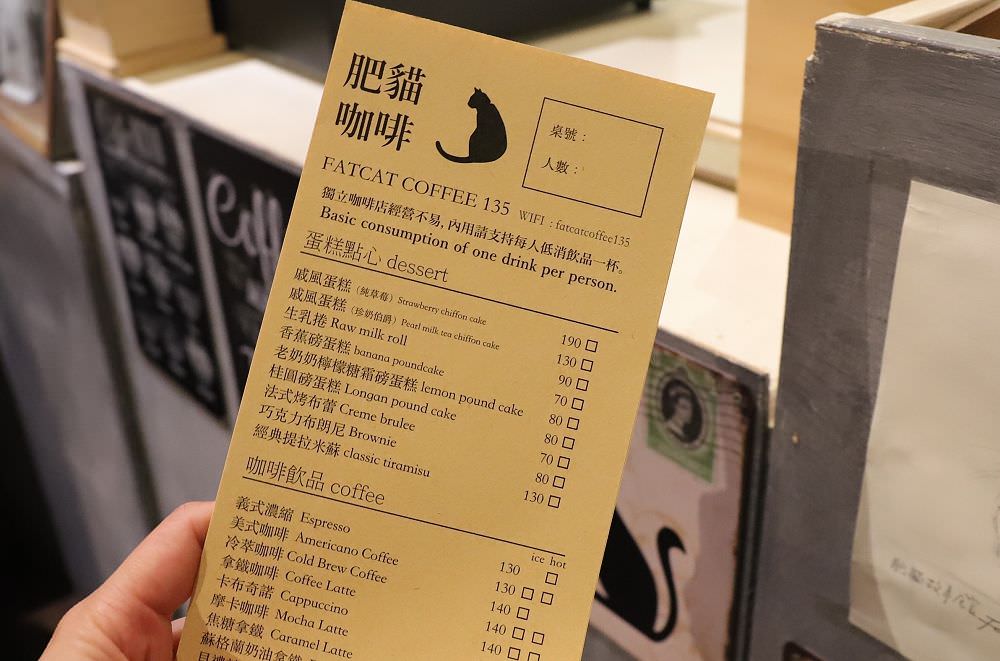 肥貓
咖啡
桌號：
人數：
FATCAT COFFEE 135 WIFI : fatcatcoffee135
獨立咖啡店經營不易，內用請支持每人低消飲品一杯。
Basic consumption of one drink per person.
蛋糕點心 dessert
戚風蛋糕（純草莓）Strawberry chiffon cake 190
戚風蛋糕（珍奶伯爵）Pearl milk tea chiffon cake 130
生乳捲 Raw milk roll 90
香蕉磅蛋糕 banana poundcake 70
老奶奶檸檬糖霜磅蛋糕 lemon pound cake 80
桂圓磅蛋糕 Longan pound cake 80
法式烤布蕾 Creme brulee 70
巧克力布朗尼 Brownie 80
經典提拉米蘇 classic tiramisu 130
咖啡飲品 coffee
ice hot
義式濃縮 Espresso 130
美式咖啡 Americano Coffee 130
冷萃咖啡 Cold Brew Coffee 140
拿鐵咖啡 Coffee Latte 140
卡布奇諾 Cappuccino 140
摩卡咖啡 Mocha Latte
焦糖拿鐵 Caramel Latte
蘇格蘭奶油拿鐵
Coff